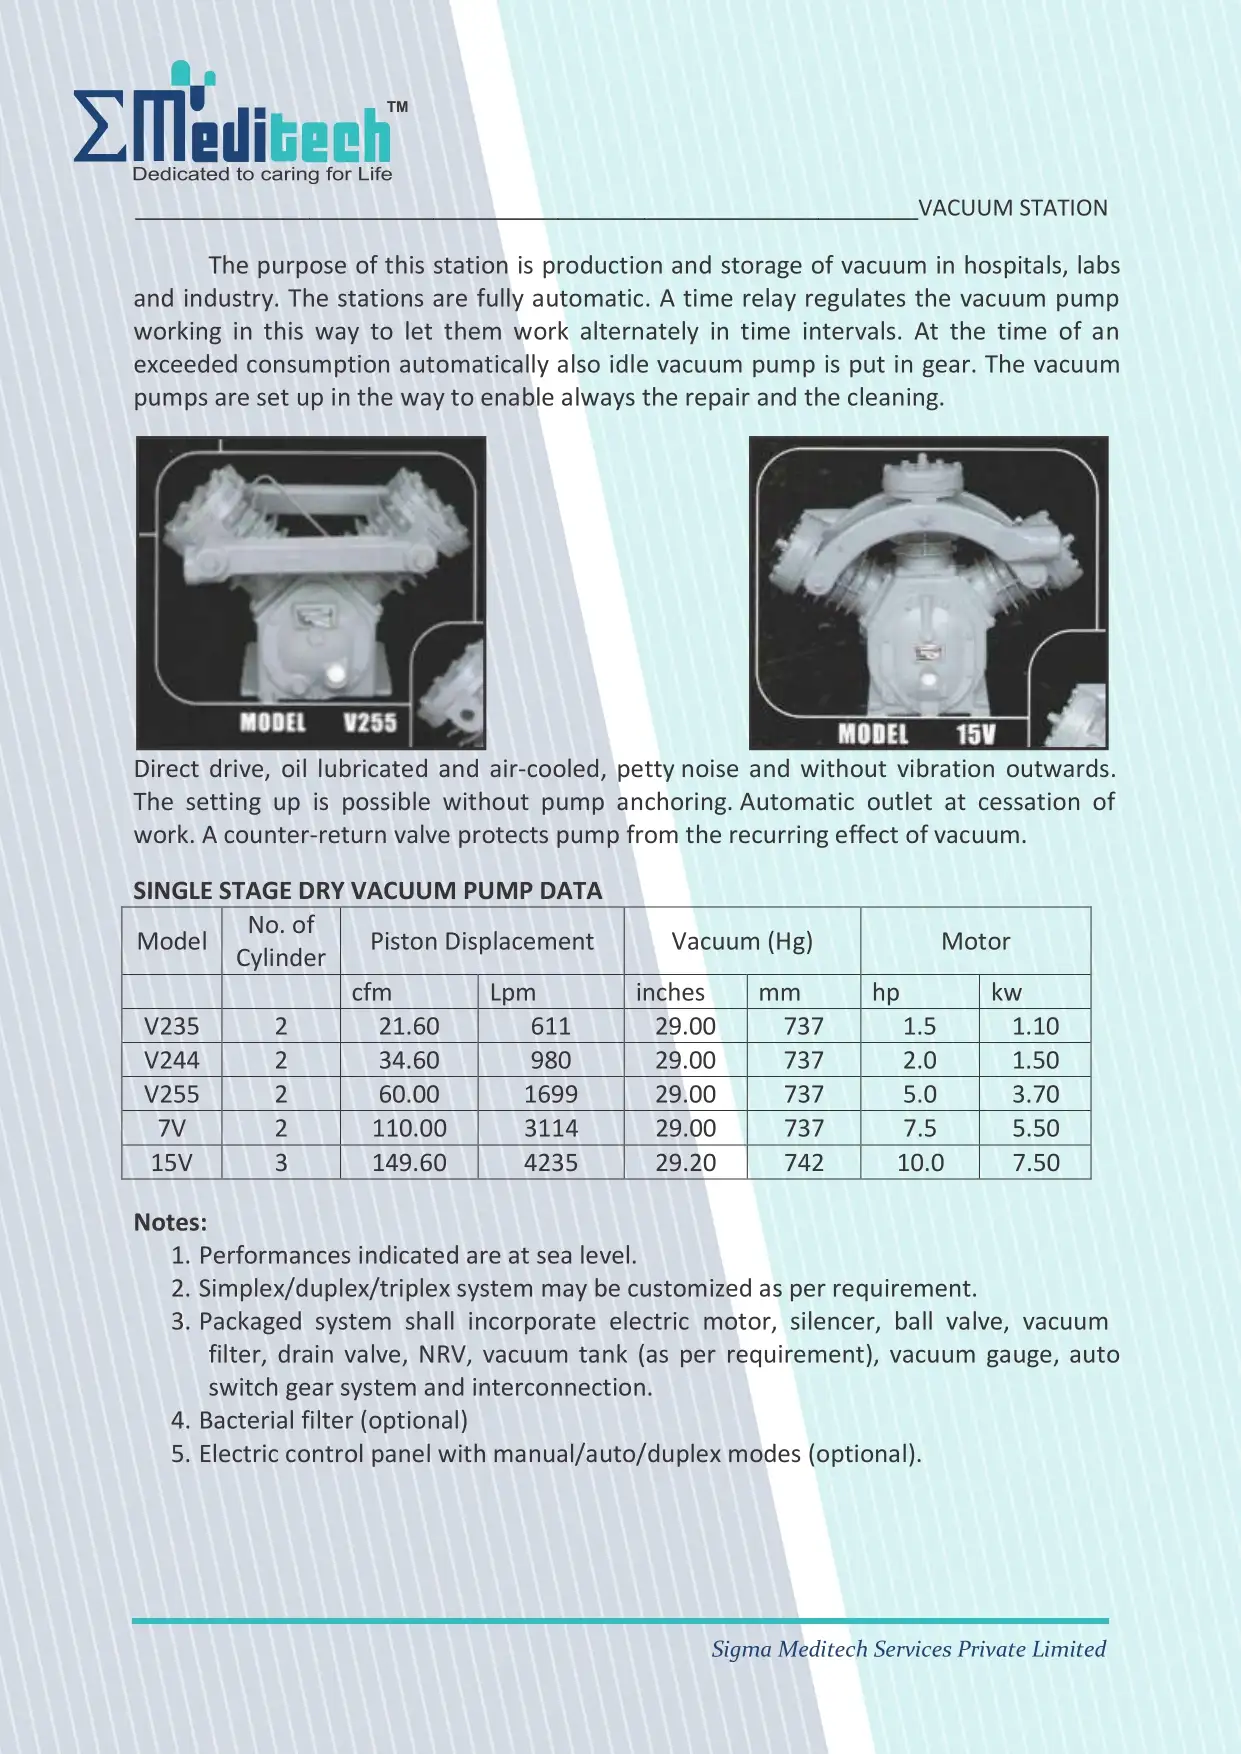 ΣMeditech™
Dedicated to caring for Life
VACUUM STATION
The purpose of this station is production and storage of vacuum in hospitals, labs
and industry. The stations are fully automatic. A time relay regulates the vacuum pump
working in this way to let them work alternately in time intervals. At the time of an
exceeded consumption automatically also idle vacuum pump is put in gear. The vacuum
pumps are set up in the way to enable always the repair and the cleaning.
MODEL V255
MODEL 15V
Direct drive, oil lubricated and air-cooled, petty noise and without vibration outwards.
The setting up is possible without pump anchoring. Automatic outlet at cessation of
work. A counter-return valve protects pump from the recurring effect of vacuum.
SINGLE STAGE DRY VACUUM PUMP DATA
Model No. of Cylinder Piston Displacement Vacuum (Hg) Motor
cfm Lpm inches mm hp kw
V235 2 21.60 611 29.00 737 1.5 1.10
V244 2 34.60 980 29.00 737 2.0 1.50
V255 2 60.00 1699 29.00 737 5.0 3.70
7V 2 110.00 3114 29.00 737 7.5 5.50
15V 3 149.60 4235 29.20 742 10.0 7.50
Notes:
1. Performances indicated are at sea level.
2. Simplex/duplex/triplex system may be customized as per requirement.
3. Packaged system shall incorporate electric motor, silencer, ball valve, vacuum
filter, drain valve, NRV, vacuum tank (as per requirement), vacuum gauge, auto
switch gear system and interconnection.
4. Bacterial filter (optional)
5. Electric control panel with manual/auto/duplex modes (optional).
Sigma Meditech Services Private Limited